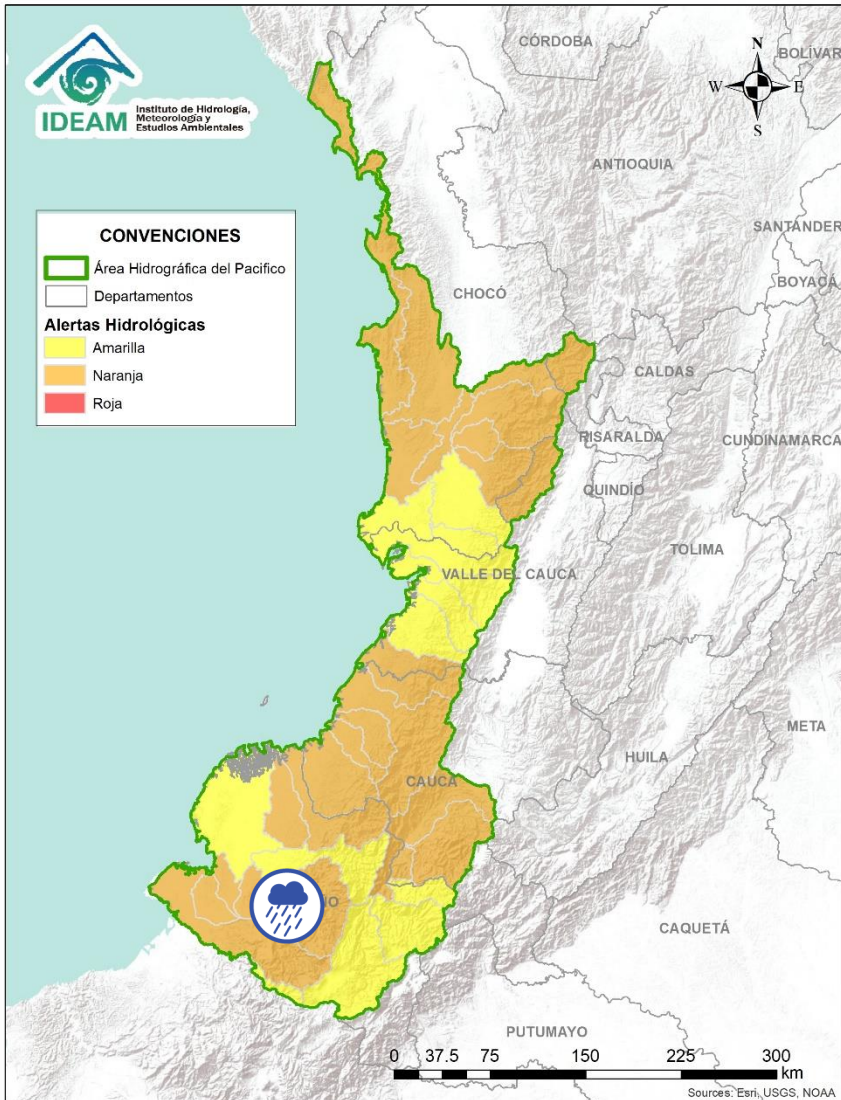 IDEAM
Instituto de Hidrología,
Meteorología y
Estudios Ambientales
CONVENCIONES
Área Hidrográfica del Pacifico
Departamentos
Alertas Hidrológicas
Amarilla
Naranja
Roja
N
W E
S
CÓRDOBA
BOLÍVAR
ANTIOQUIA
SANTANDER
BOYACÁ
CHOCÓ
CALDAS
RISARALDA
CUNDINAMARCA
QUINDÍO
TOLIMA
VALLE DEL CAUCA
META
HUILA
CAUCA
CAQUETÁ
PUTUMAYO
0 37.5 75 150 225 300
km
Sources: Esri, USGS, NOAA